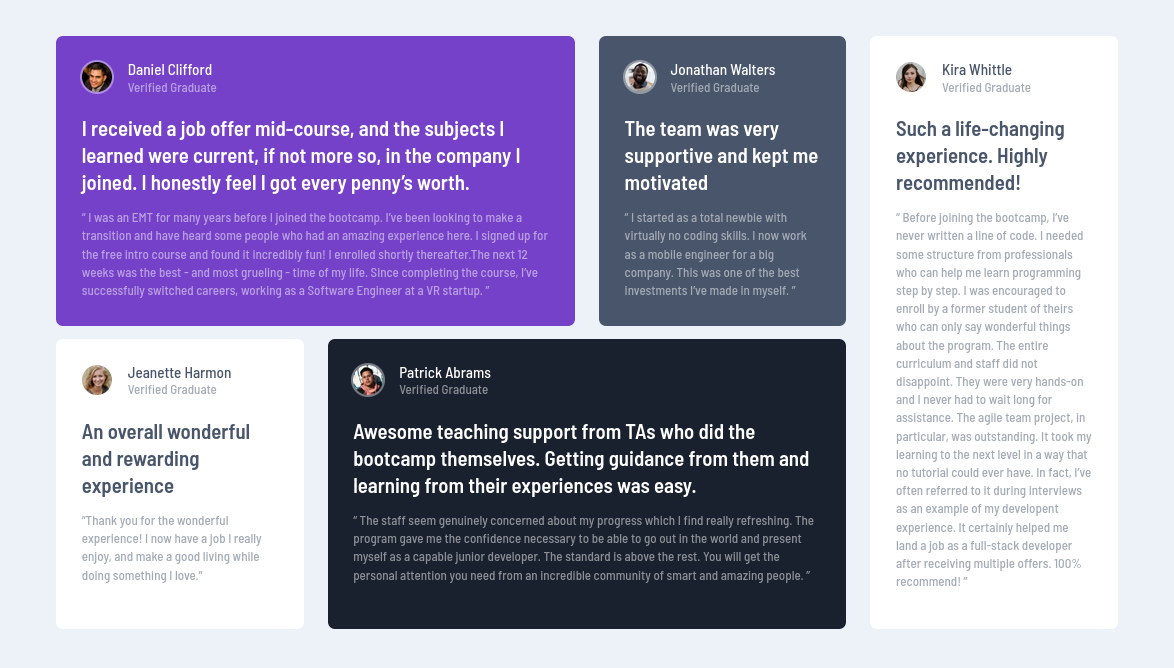 Daniel Clifford
Verified Graduate
I received a job offer mid-course, and the subjects I
learned were current, if not more so, in the company I
joined. I honestly feel I got every penny’s worth.
“ I was an EMT for many years before I joined the bootcamp. I’ve been looking to make a
transition and have heard some people who had an amazing experience here. I signed up for
the free intro course and found it incredibly fun! I enrolled shortly thereafter.The next 12
weeks was the best - and most grueling - time of my life. Since completing the course, I’ve
successfully switched careers, working as a Software Engineer at a VR startup. ”
Jonathan Walters
Verified Graduate
The team was very
supportive and kept me
motivated
“ I started as a total newbie with
virtually no coding skills. I now work
as a mobile engineer for a big
company. This was one of the best
investments I’ve made in myself. ”
Kira Whittle
Verified Graduate
Such a life-changing
experience. Highly
recommended!
“ Before joining the bootcamp, I’ve
never written a line of code. I needed
some structure from professionals
who can help me learn programming
step by step. I was encouraged to
enroll by a former student of theirs
who can only say wonderful things
about the program. The entire
curriculum and staff did not
disappoint. They were very hands-on
and I never had to wait long for
assistance. The agile team project, in
particular, was outstanding. It took my
learning to the next level in a way that
no tutorial could ever have. In fact, I’ve
often referred to it during interviews
as an example of my developent
experience. It certainly helped me
land a job as a full-stack developer
after receiving multiple offers. 100%
recommend! ”
Jeanette Harmon
Verified Graduate
An overall wonderful
and rewarding
experience
“Thank you for the wonderful
experience! I now have a job I really
enjoy, and make a good living while
doing something I love.”
Patrick Abrams
Verified Graduate
Awesome teaching support from TAs who did the
bootcamp themselves. Getting guidance from them and
learning from their experiences was easy.
“ The staff seem genuinely concerned about my progress which I find really refreshing. The
program gave me the confidence necessary to be able to go out in the world and present
myself as a capable junior developer. The standard is above the rest. You will get the
personal attention you need from an incredible community of smart and amazing people. ”